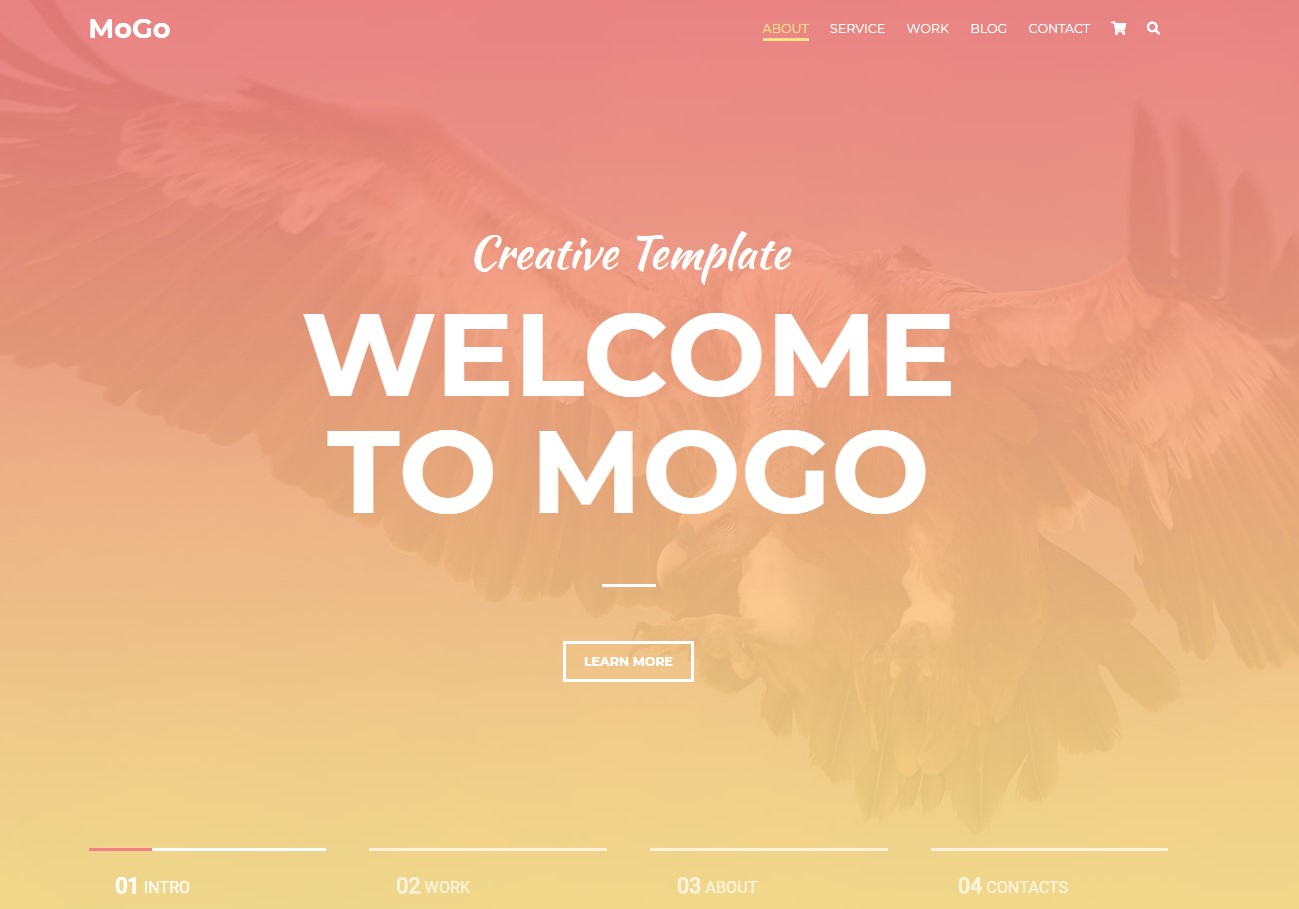 MoGo
ABOUT SERVICE WORK BLOG CONTACT
Creative Template
WELCOME
TO MOGO
LEARN MORE
01 INTRO
02 WORK
03 ABOUT
04 CONTACTS